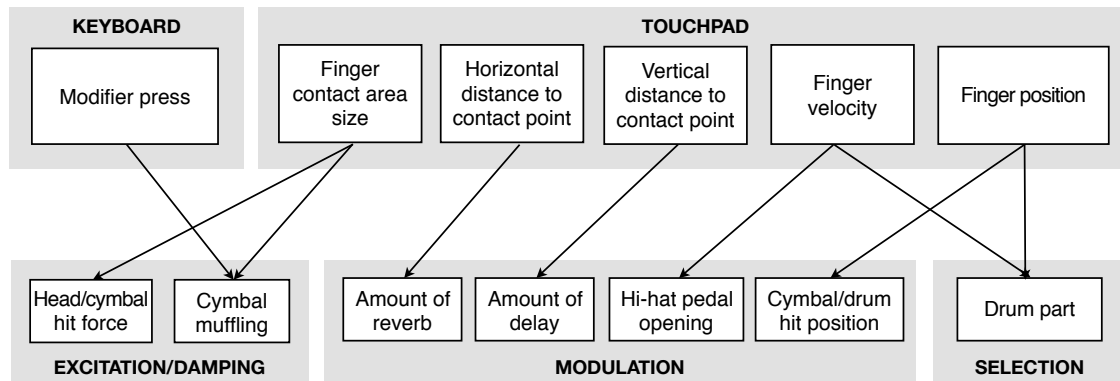 KEYBOARD
TOUCHPAD
Modifier press
Finger
contact area
size
Horizontal
distance to
contact point
Vertical
distance to
contact point
Finger
velocity
Finger position
Head/cymbal
hit force
Cymbal
muffling
Amount of
reverb
Amount of
delay
Hi-hat pedal
opening
Cymbal/drum
hit position
Drum part
EXCITATION/DAMPING
MODULATION
SELECTION